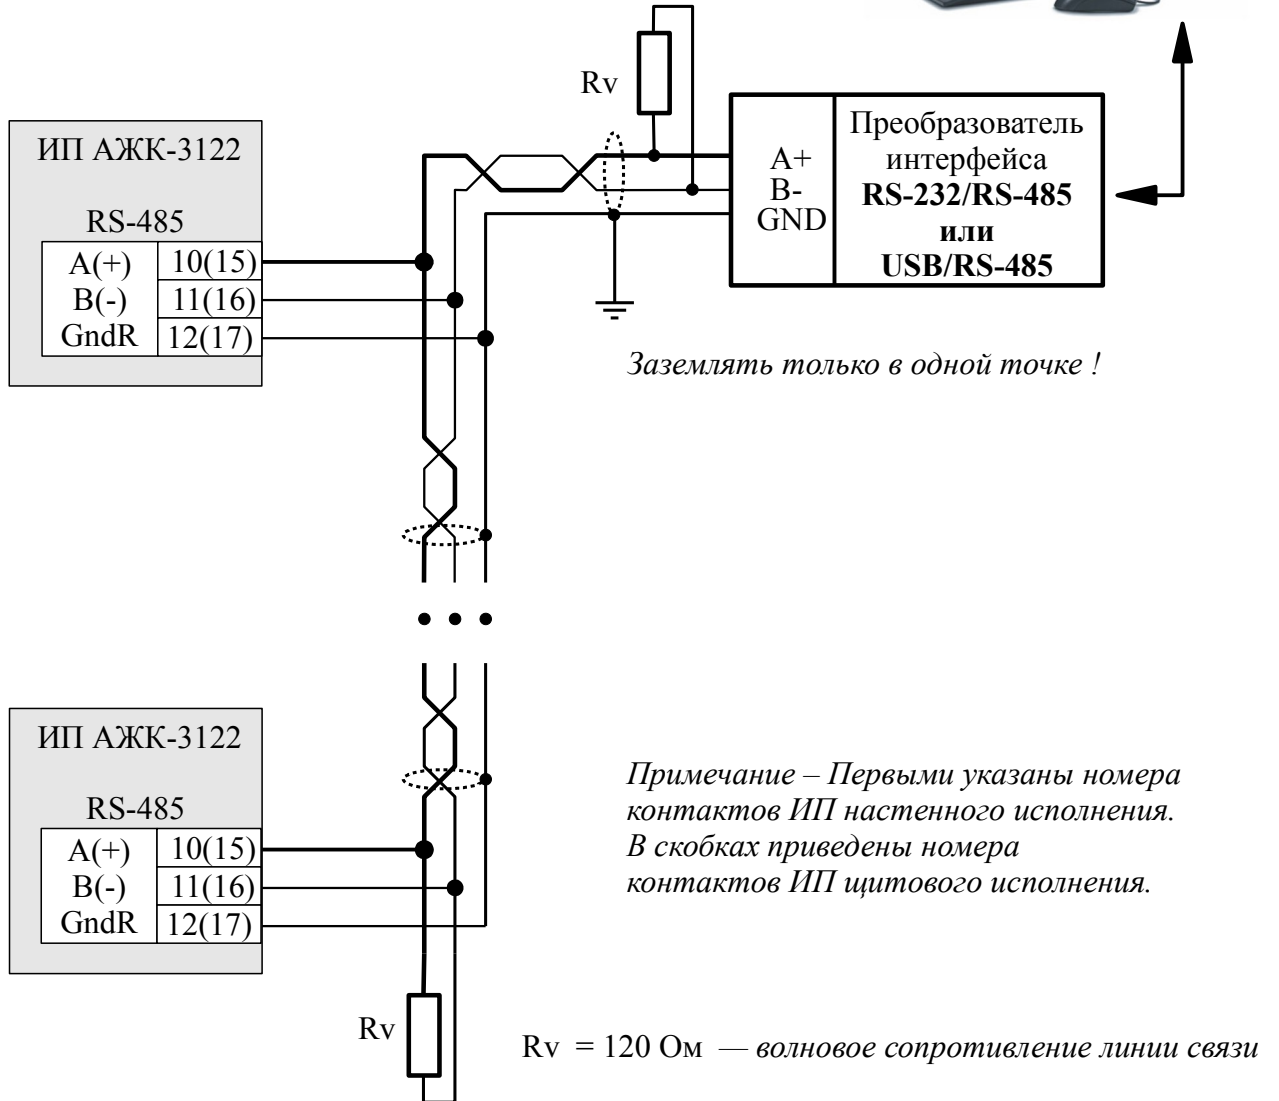 Rv
Преобразователь
интерфейса
RS-232/RS-485
или
USB/RS-485
A+
B-
GND
ИП АЖК-3122
RS-485
A(+) 10(15)
B(-) 11(16)
GndR 12(17)
Заземлять только в одной точке !
ИП АЖК-3122
RS-485
A(+) 10(15)
B(-) 11(16)
GndR 12(17)
Примечание – Первыми указаны номера
контактов ИП настенного исполнения.
В скобках приведены номера
контактов ИП щитового исполнения.
Rv
Rv = 120 Ом — волновое сопротивление линии связи